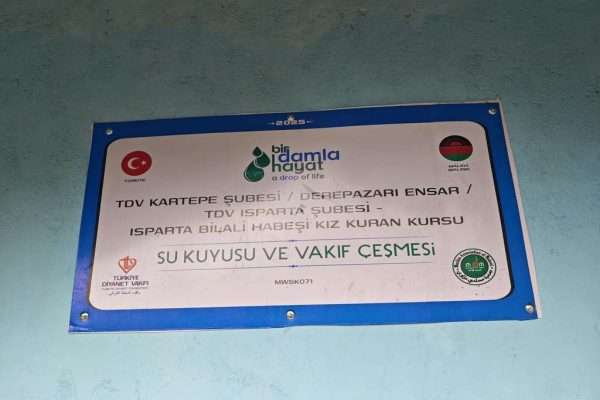 2025
bir
damla
hayat
a drop of life
TÜRKİYE
MALAVİ
MALAWI
TDV KARTEPE ŞUBESİ / DEREPAZARI ENSAR /
TDV ISPARTA ŞUBESİ -
ISPARTA BİLALİ HABEŞİ KIZ KURAN KURSU
SU KUYUSU VE VAKIF ÇEŞMESİ
TÜRKİYE
DİYANET VAKFI
MWSK071